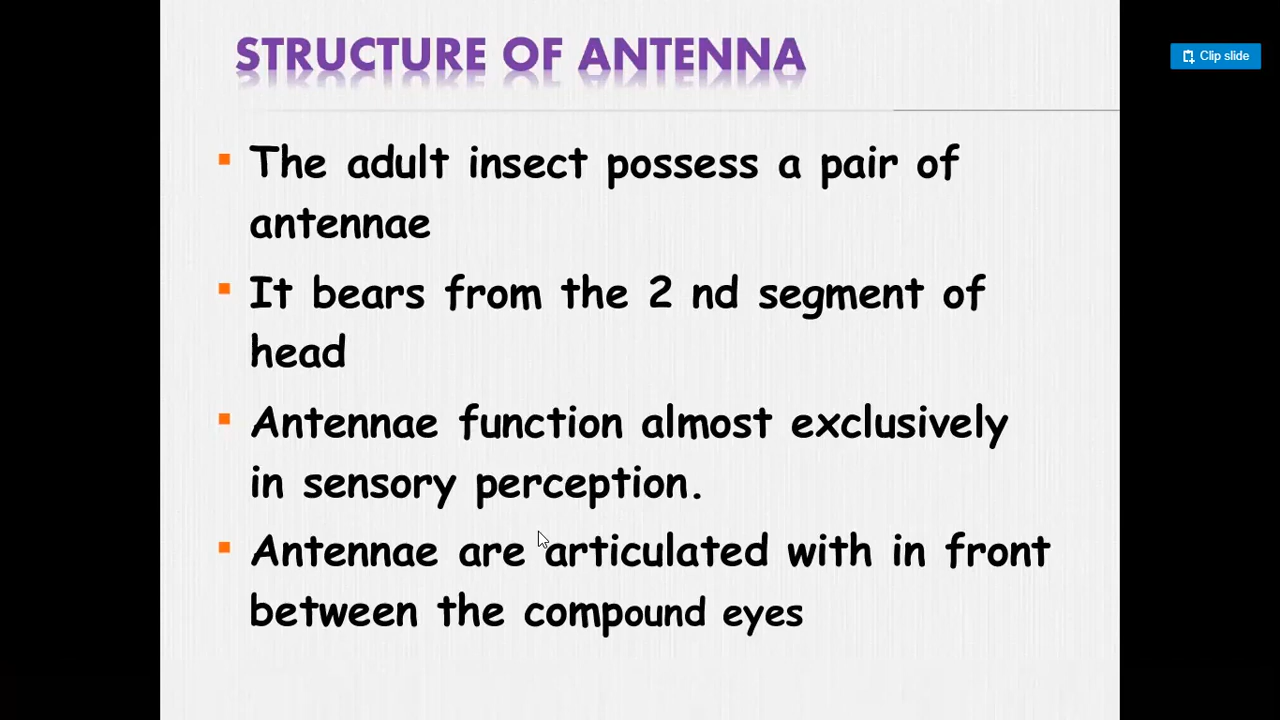 STRUCTURE OF ANTENNA
Clip slide
▪ The adult insect possess a pair of
antennae
▪ It bears from the 2 nd segment of
head
▪ Antennae function almost exclusively
in sensory perception.
▪ Antennae are articulated with in front
between the compound eyes